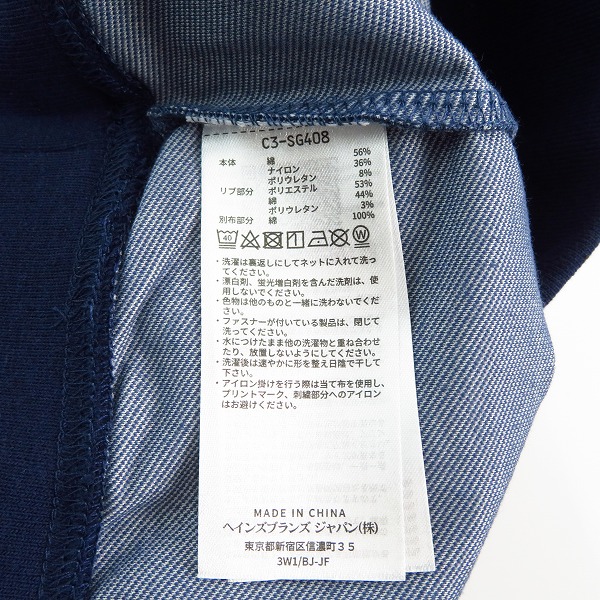 C3-SG408
本体 綿 56%
ナイロン 36%
ポリウレタン 8%
リブ部分 ポリエステル 53%
綿 44%
ポリウレタン 3%
別布部分 綿 100%
40 W
・洗濯は裏返しにしてネットに入れて洗っ
てください。
・漂白剤、蛍光増白剤を含んだ洗剤は、使
用しないでください。
・色物は他のものと一緒に洗わないでくだ
さい。
・ファスナーが付いている製品は、閉じて
洗ってください。
・水につけたまま他の洗濯物と重ね合わせ
たり、放置しないようにしてください。
・洗濯後は速やかに形を整え日陰で干して
下さい。
・アイロン掛けを行う際は当て布を使用し、
プリントマーク、刺繍部分へのアイロン
はお避けください。
MADE IN CHINA
ヘインズブランズ ジャパン(株)
東京都新宿区信濃町35
3W1/BJ-JF